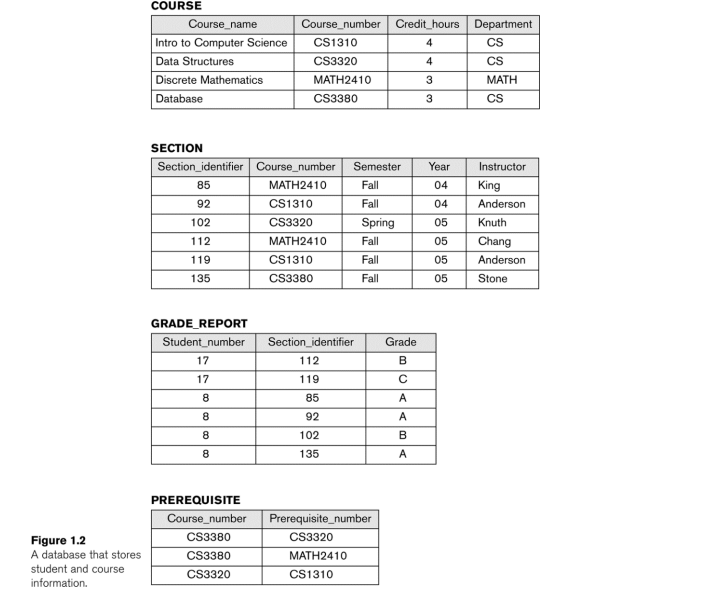 COURSE
Course_name Course_number Credit_hours Department
Intro to Computer Science CS1310 4 CS
Data Structures CS3320 4 CS
Discrete Mathematics MATH2410 3 MATH
Database CS3380 3 CS
SECTION
Section_identifier Course_number Semester Year Instructor
85 MATH2410 Fall 04 King
92 CS1310 Fall 04 Anderson
102 CS3320 Spring 05 Knuth
112 MATH2410 Fall 05 Chang
119 CS1310 Fall 05 Anderson
135 CS3380 Fall 05 Stone
GRADE_REPORT
Student_number Section_identifier Grade
17 112 B
17 119 C
8 85 A
8 92 A
8 102 B
8 135 A
PREREQUISITE
Course_number Prerequisite_number
CS3380 CS3320
CS3380 MATH2410
CS3320 CS1310
Figure 1.2
A database that stores
student and course
information.